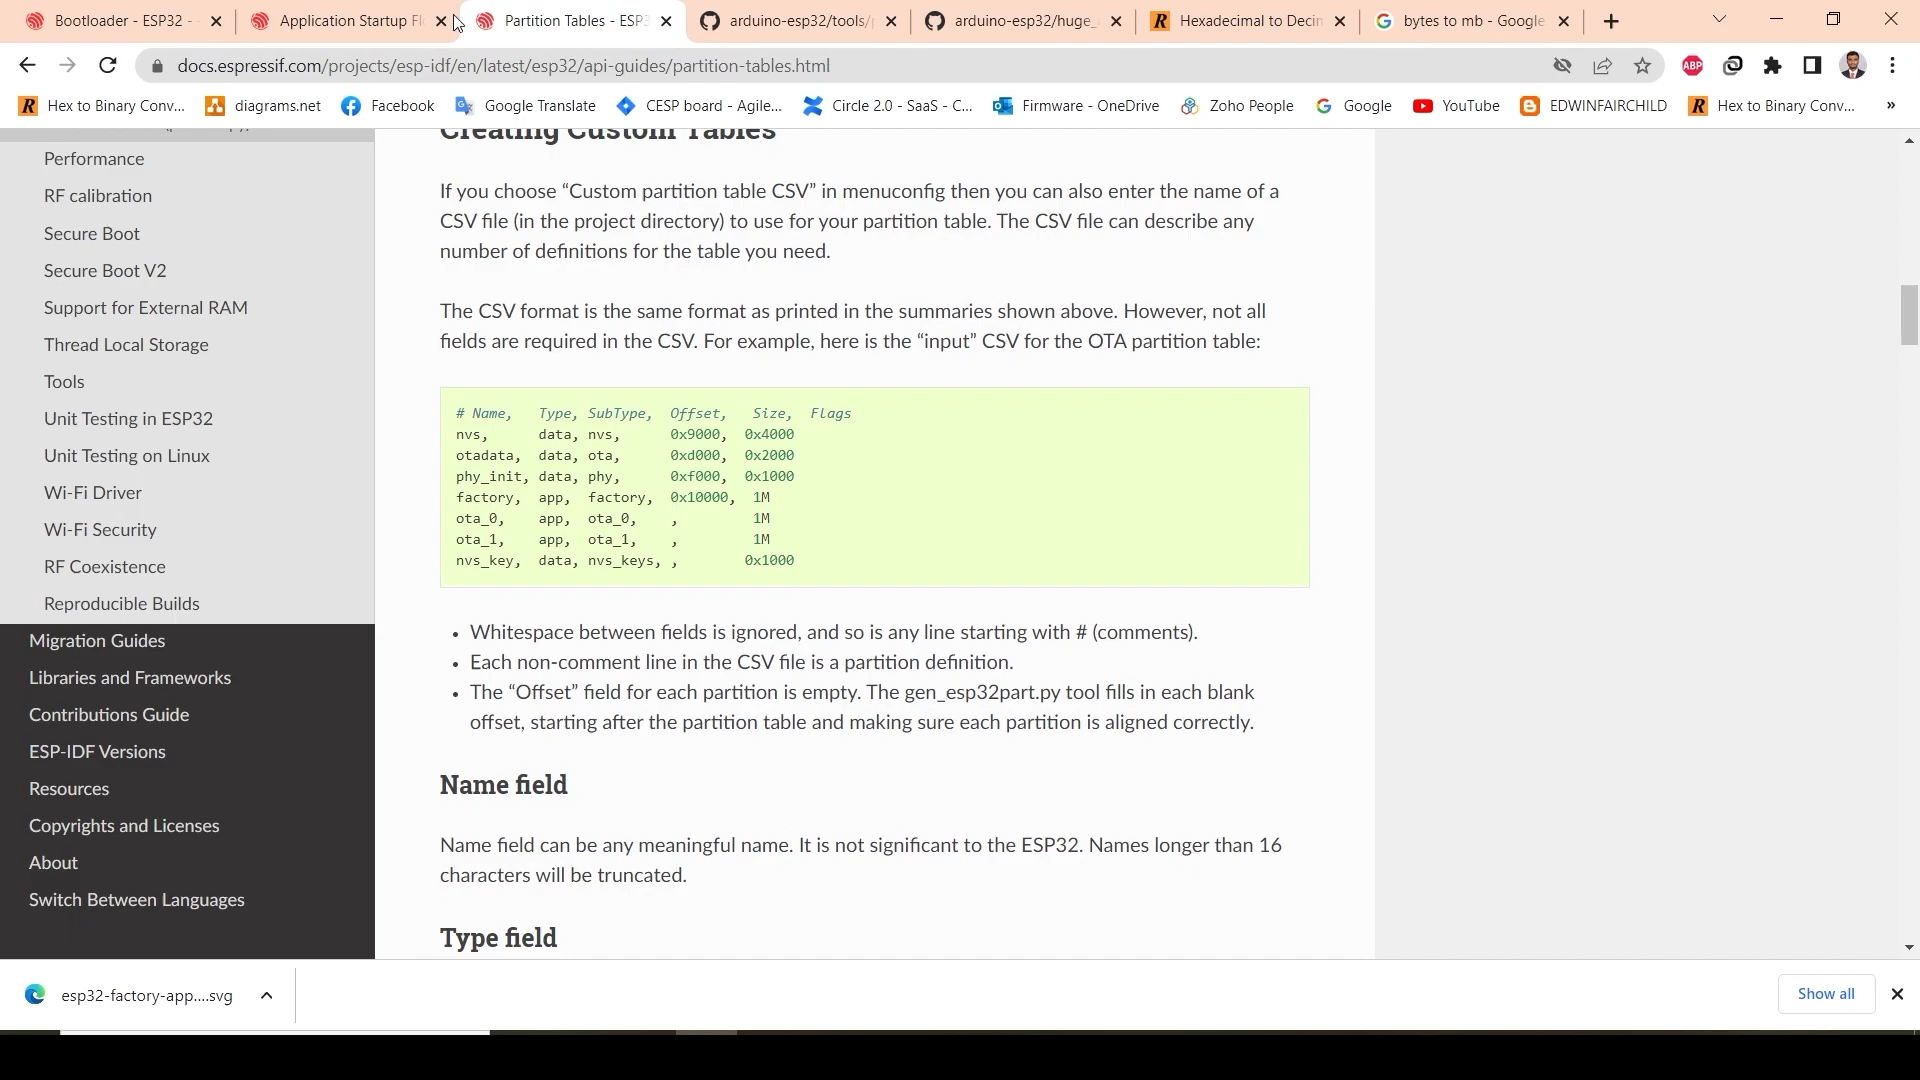 Bootloader - ESP32 -
Application Startup Fl
Partition Tables - ESP3
arduino-esp32/tools/p
arduino-esp32/huge_
Hexadecimal to Decin
bytes to mb - Google
docs.espressif.com/projects/esp-idf/en/latest/esp32/api-guides/partition-tables.html
ABP
Hex to Binary Conv...
diagrams.net
Facebook
Google Translate
CESP board - Agile...
Circle 2.0 - SaaS - C...
Firmware - OneDrive
Zoho People
Google
YouTube
EDWINFAIRCHILD
Hex to Binary Conv...
»
Performance
RF calibration
Secure Boot
Secure Boot V2
Support for External RAM
Thread Local Storage
Tools
Unit Testing in ESP32
Unit Testing on Linux
Wi-Fi Driver
Wi-Fi Security
RF Coexistence
Reproducible Builds
Migration Guides
Libraries and Frameworks
Contributions Guide
ESP-IDF Versions
Resources
Copyrights and Licenses
About
Switch Between Languages
Creating Custom Tables
If you choose “Custom partition table CSV” in menuconfig then you can also enter the name of a
CSV file (in the project directory) to use for your partition table. The CSV file can describe any
number of definitions for the table you need.
The CSV format is the same format as printed in the summaries shown above. However, not all
fields are required in the CSV. For example, here is the “input” CSV for the OTA partition table:
# Name, Type, SubType, Offset, Size, Flags
nvs, data, nvs, 0x9000, 0x4000
otadata, data, ota, 0xd000, 0x2000
phy_init, data, phy, 0xf000, 0x1000
factory, app, factory, 0x10000, 1M
ota_0, app, ota_0, , 1M
ota_1, app, ota_1, , 1M
nvs_key, data, nvs_keys, , 0x1000
• Whitespace between fields is ignored, and so is any line starting with # (comments).
• Each non-comment line in the CSV file is a partition definition.
• The “Offset” field for each partition is empty. The gen_esp32part.py tool fills in each blank
offset, starting after the partition table and making sure each partition is aligned correctly.
Name field
Name field can be any meaningful name. It is not significant to the ESP32. Names longer than 16
characters will be truncated.
Type field
esp32-factory-app....svg
Show all